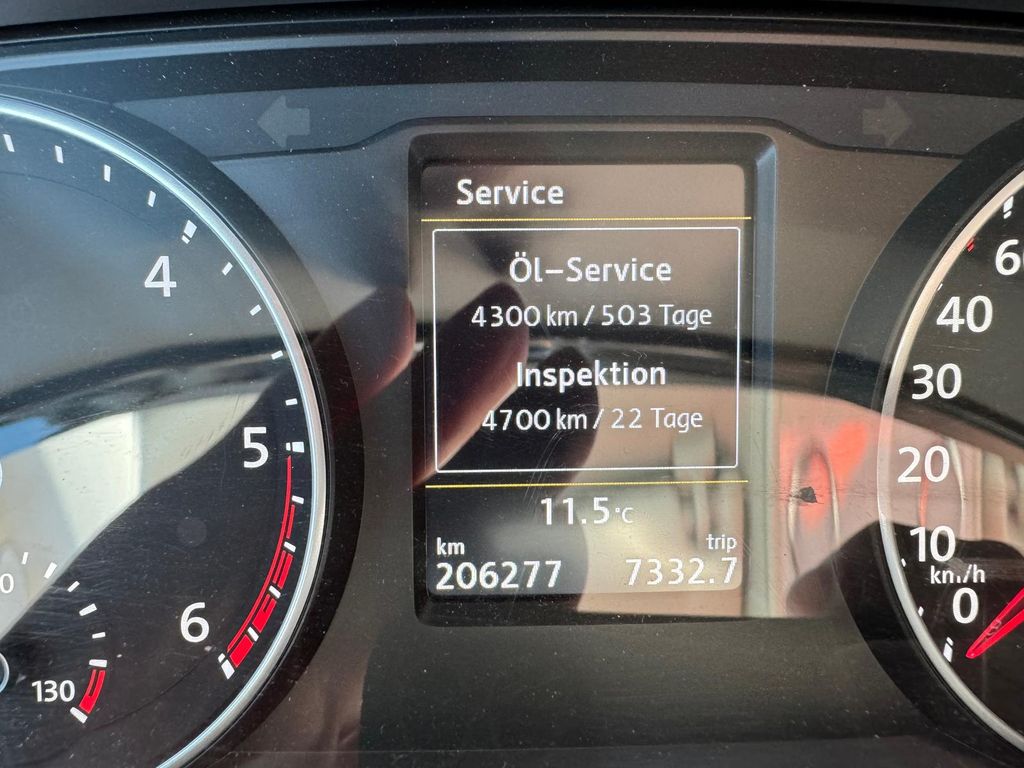 Service
Öl-Service
4300 km / 503 Tage
Inspektion
4700 km / 22 Tage
11.5 °C
km trip
206277 7332.7
4
5
6
130
60
40
30
20
10
km/h
0